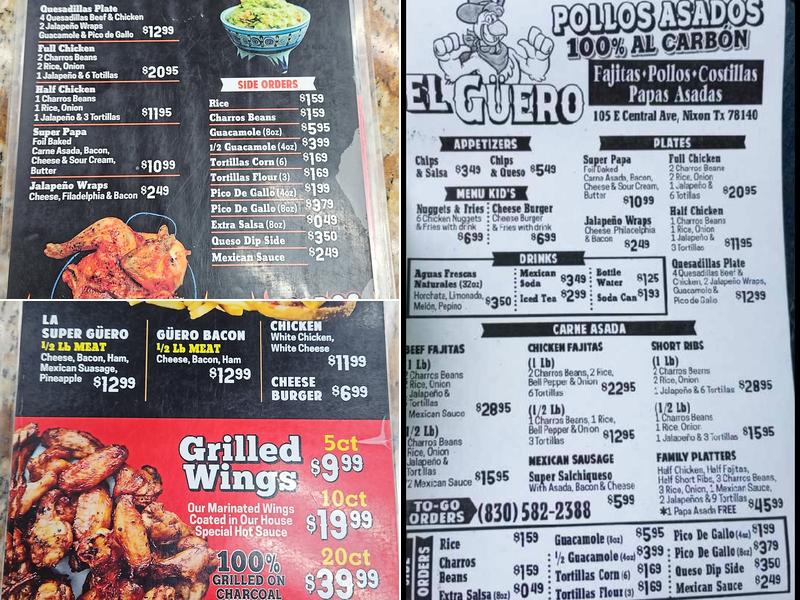 Quesadillas Plate
4 Quesadillas Beef & Chicken
2 Jalapeño Wraps
Guacamole & Pico de Gallo $12.99
Full Chicken
2 Charros Beans
2 Rice, Onion
1 Jalapeño & 6 Totillas $20.95
Half Chicken
1 Charros Beans
1 Rice, Onion
1 Jalapeño & 3 Tortillas $11.95
Super Papa
Foil Baked
Carne Asada, Bacon,
Cheese & Sour Cream,
Butter $10.99
Jalapeño Wraps
Cheese, Filadelphia & Bacon $2.49
SIDE ORDERS
Rice $1.59
Charros Beans $1.59
Guacamole (8oz) $5.95
1/2 Guacamole (4oz) $3.99
Tortillas Corn (6) $1.69
Tortillas Flour (3) $1.69
Pico De Gallo (4oz) $1.99
Pico De Gallo (8oz) $3.79
Extra Salsa (8oz) $0.49
Queso Dip Side $3.50
Mexican Sauce $2.49
LA
SUPER GÜERO
1/2 Lb MEAT
Cheese, Bacon, Ham,
Mexican Suasage,
Pineapple $12.99
GÜERO BACON
1/2 Lb MEAT
Cheese, Bacon, Ham
$12.99
CHICKEN
White Chicken,
White Cheese
$11.99
CHEESE
BURGER $6.99
Grilled
Wings
Our Marinated Wings
Coated in Our House
Special Hot Sauce
100%
GRILLED ON
CHARCOAL
5ct
$9.99
10ct
$19.99
20ct
$39.99
POLLOS ASADOS
100% AL CARBÓN
EL GÜERO
Fajitas•Pollos•Costillas
Papas Asadas
105 E Central Ave, Nixon Tx 78140
APPETIZERS
Chips
& Salsa $3.49
Chips
& Queso $5.49
MENU KID'S
Nuggets & Fries
6 Chicken Nuggets
& Fries with drink
$6.99
Cheese Burger
Cheese Burger
& Fries with drink
$6.99
PLATES
Super Papa
Foil Baked
Carne Asada, Bacon,
Cheese & Sour Cream,
Butter
$10.99
Jalapeño Wraps
Cheese Philcelphia
& Bacon
$2.49
Full Chicken
2 Charros Beans
2 Rice, Onion
1 Jalapeño &
6 Totillas
$20.95
Half Chicken
1 Charros Beans
1 Rice, Onion
1 Jalapeño &
3 Tortillas $11.95
Quesadillas Plate
4 Quesadillas Beef &
Chicken, 2 Jalapeño Wraps,
Guacamole &
Pico de Gallo $12.99
DRINKS
Aguas Frescas
Naturales (32oz)
Horchata, Limonada,
Melón, Pepino $3.50
Mexican
Soda $3.49
Iced Tea $2.99
Bottle
Water $1.25
Soda Can $1.93
CARNE ASADA
BEEF FAJITAS
1 Lb)
2 Charros Beans
2 Rice, Onion,
Jalapeño &
Tortillas
Mexican Sauce $28.95
1/2 Lb)
Charros Beans
Rice, Onion,
Jalapeño &
Tortilla
2 Mexican Sauce $15.95
CHICKEN FAJITAS
(1 Lb)
2 Charros Beans, 2 Rice,
Bell Pepper & Onion
6 Tortillas $22.95
(1/2 Lb)
1 Charros Beans, 1 Rice,
Bell Pepper & Onion
3 Tortillas $12.95
MEXICAN SAUSAGE
Super Salchiqueso
With Asada, Bacon & Cheese
$5.99
SHORT RIBS
(1 Lb)
2 Charros Beans
2 Rice, Onion,
1 Jalapeño & 6 Tortillas $28.95
(1/2 Lb)
1 Charros Beans
1 Rice, Onion,
1 Jalapeño & 3 Tortillas $15.95
FAMILY PLATTERS
Half Chicken, Half Fajitas,
Half Short Ribs, 3 Charros Beans,
3 Rice, Onion, 1 Mexican Sauce,
2 Jalapeños & 9 Tortillas
*1 Papa Asada FREE $45.99
TO-GO
ORDERS (830) 582-2388
SIDE
ORDERS
Rice $1.59
Charros
Beans $1.59
Extra Salsa (8oz) $0.49
Guacamole (8oz) $5.95
1/2 Guacamole (4oz) $3.99
Tortillas Corn (6) $1.69
Tortillas Flour (3) $1.69
Pico De Gallo (4oz) $1.99
Pico De Gallo (8oz) $3.79
Queso Dip Side $3.50
Mexican Sauce $2.49